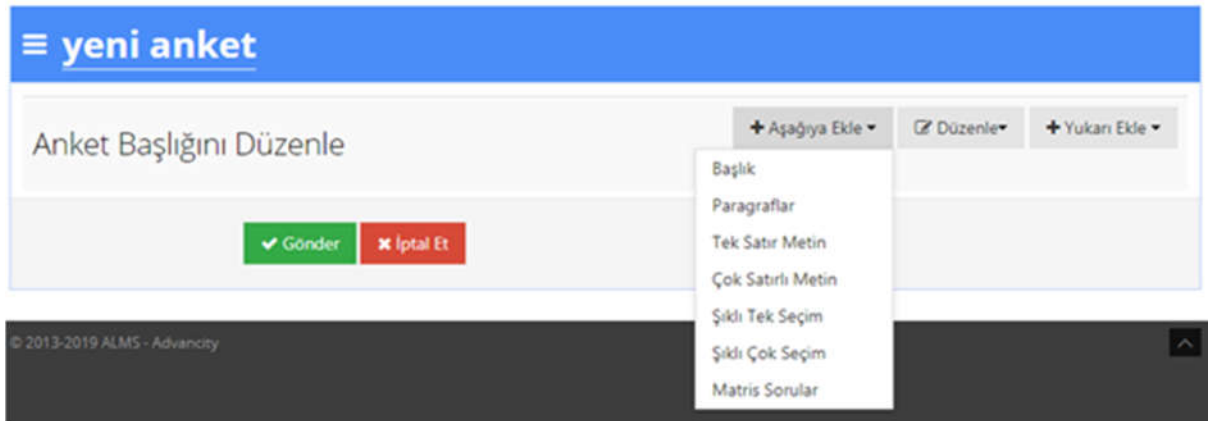 yeni anket
Anket Başlığını Düzenle
Aşağıya Ekle
Düzenle
Yukarı Ekle
Başlık
Paragraflar
Tek Satır Metin
Çok Satırlı Metin
Şıklı Tek Seçim
Şıklı Çok Seçim
Matris Sorular
Gönder
İptal Et
© 2013-2019 ALMS - Advancity